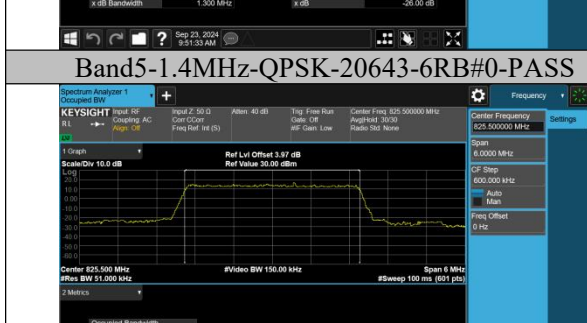 x dB Bandwidth 1.300 MHz x dB -26.00 dB
Sep 23, 2024
9:51:33 AM
Band5-1.4MHz-QPSK-20643-6RB#0-PASS
Spectrum Analyzer 1
Occupied BW
Frequency
KEYSIGHT Input: RF Input Z: 50 Ω Atten: 40 dB Trig: Free Run Center Freq: 825.500000 MHz
R L Coupling: AC Corr CCorr Gate: Off Avg|Hold: 30/30
Align: Off Freq Ref: Int (S) #IF Gain: Low Radio Std: None
Center Frequency
825.500000 MHz
Settings
Span
6.0000 MHz
CF Step
600.000 kHz
Auto
Man
Freq Offset
0 Hz
1 Graph
Ref Lvl Offset 3.97 dB
Scale/Div 10.0 dB Ref Value 30.00 dBm
Log
20.0
10.0
0.00
-10.0
-20.0
-30.0
-40.0
-50.0
-60.0
Center 825.500 MHz #Video BW 150.00 kHz Span 6 MHz
#Res BW 51.000 kHz #Sweep 100 ms (601 pts)
2 Metrics
Occupied Bandwidth